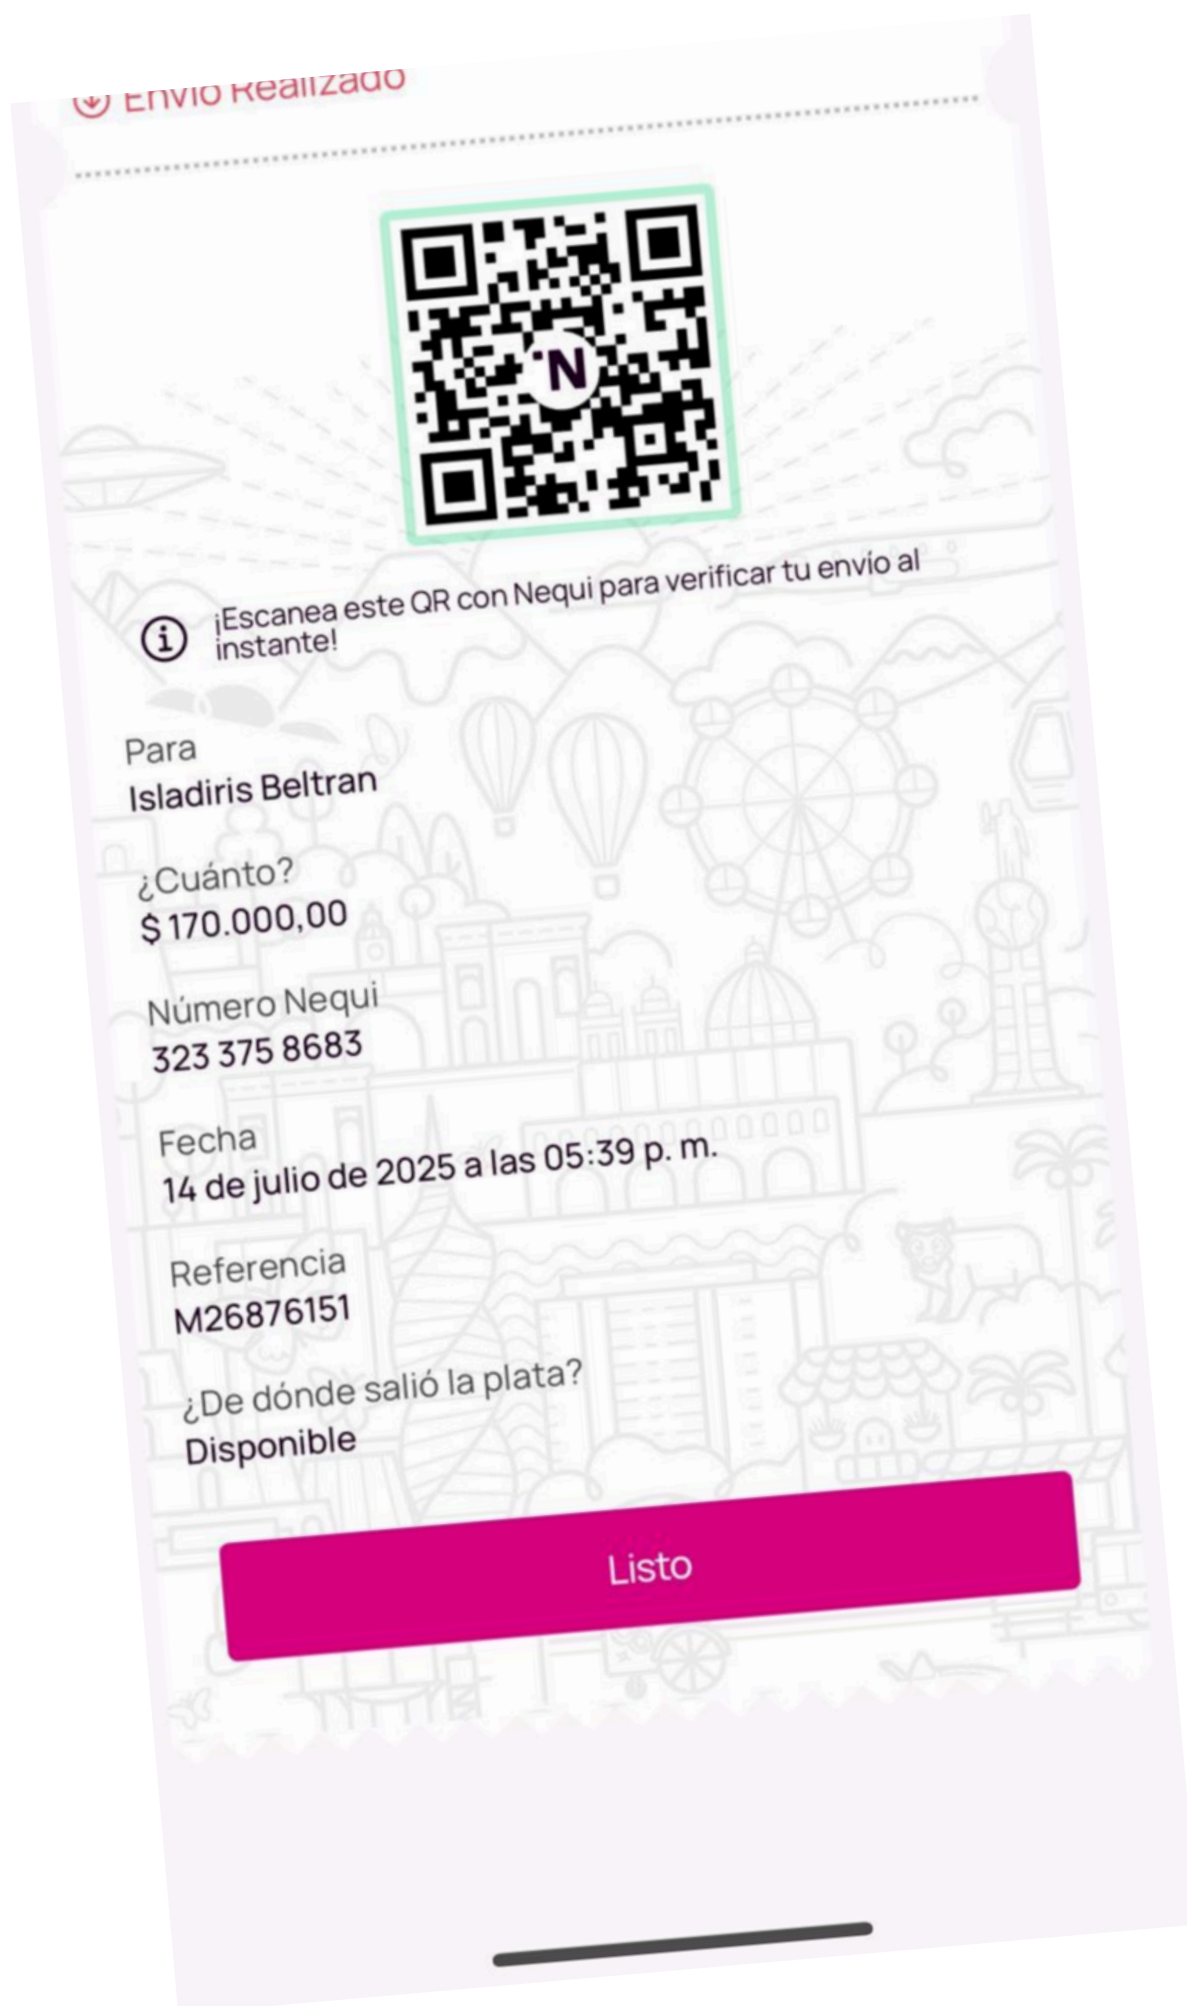 Envío Realizado
N
¡Escanea este QR con Nequi para verificar tu envío al
instante!
Para
Isladiris Beltran
¿Cuánto?
$ 170.000,00
Número Nequi
323 375 8683
Fecha
14 de julio de 2025 a las 05:39 p. m.
Referencia
M26876151
¿De dónde salió la plata?
Disponible
Listo